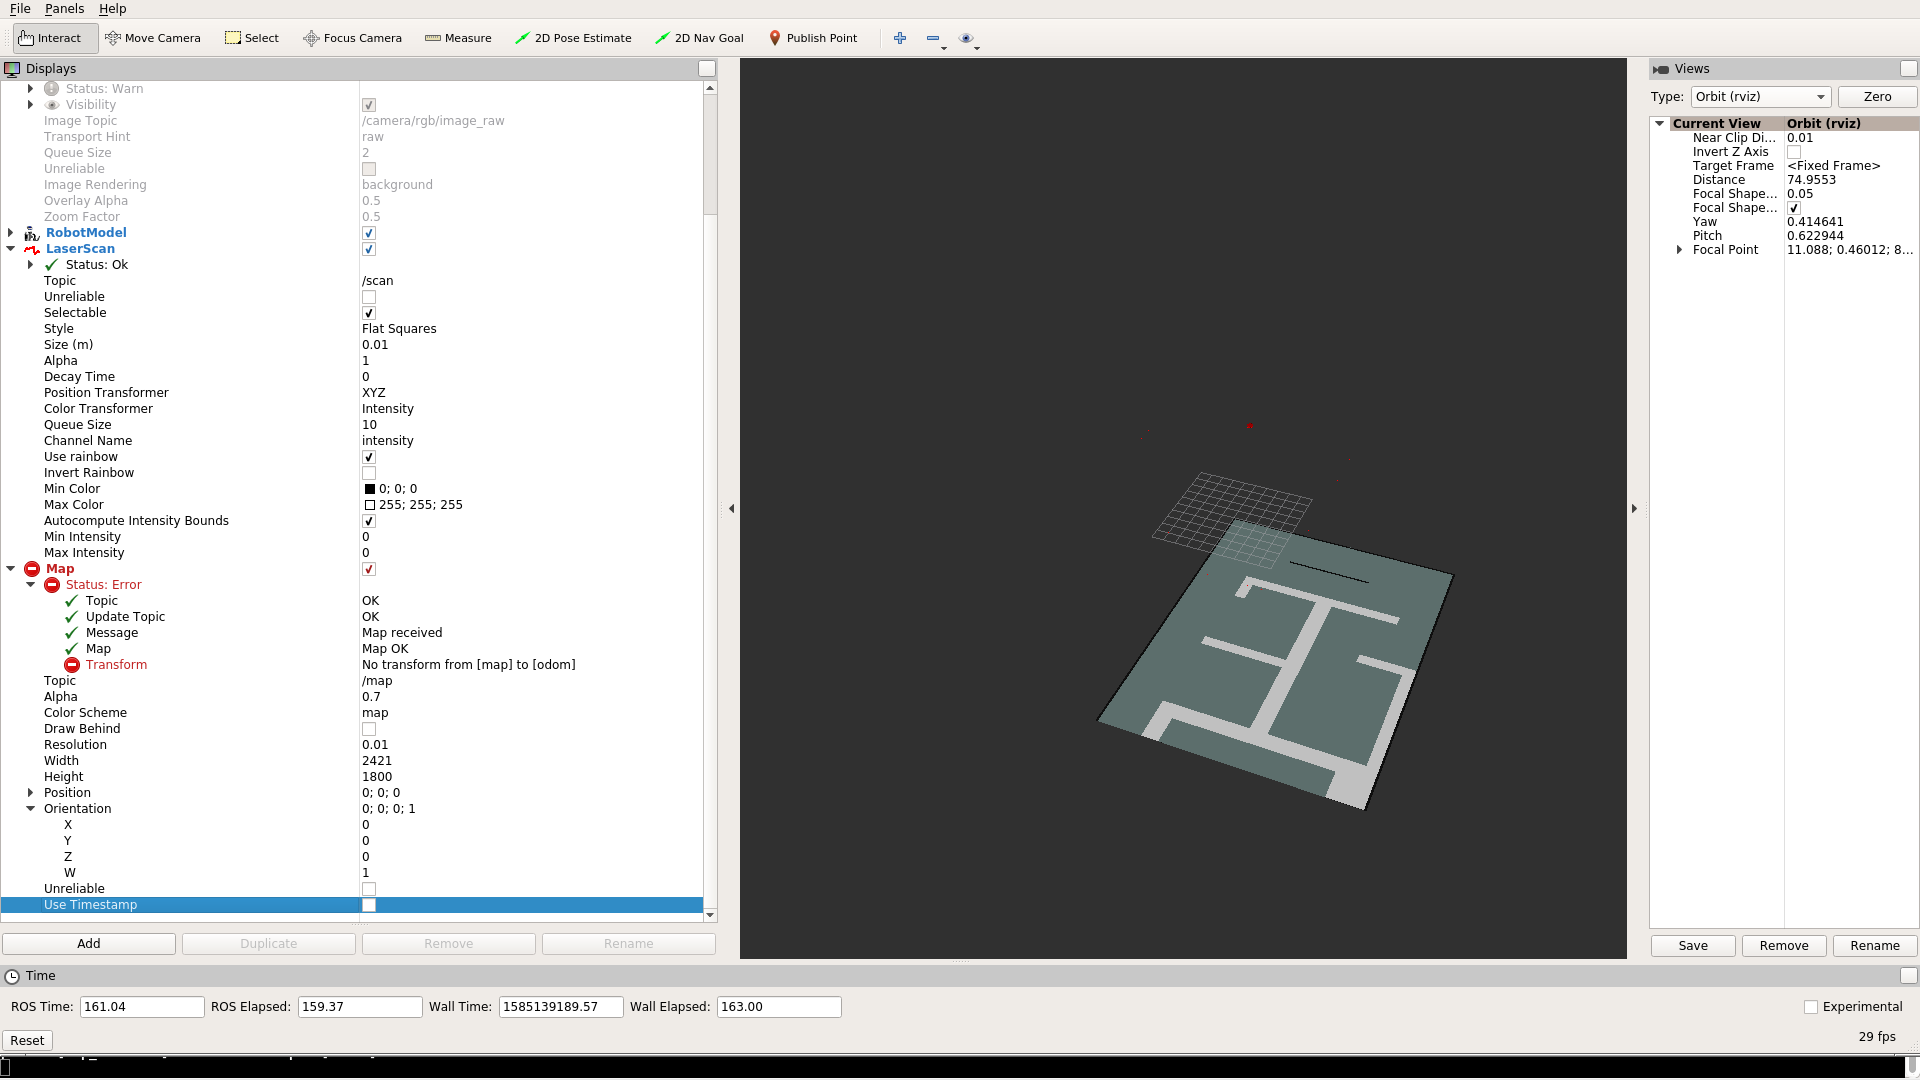 File Panels Help
Interact Move Camera Select Focus Camera Measure 2D Pose Estimate 2D Nav Goal Publish Point
Displays
Status: Warn
Visibility
Image Topic /camera/rgb/image_raw
Transport Hint raw
Queue Size 2
Unreliable
Image Rendering background
Overlay Alpha 0.5
Zoom Factor 0.5
RobotModel
LaserScan
Status: Ok
Topic /scan
Unreliable
Selectable
Style Flat Squares
Size (m) 0.01
Alpha 1
Decay Time 0
Position Transformer XYZ
Color Transformer Intensity
Queue Size 10
Channel Name intensity
Use rainbow
Invert Rainbow
Min Color 0; 0; 0
Max Color 255; 255; 255
Autocompute Intensity Bounds
Min Intensity 0
Max Intensity 0
Map
Status: Error
Topic OK
Update Topic OK
Message Map received
Map Map OK
Transform No transform from [map] to [odom]
Topic /map
Alpha 0.7
Color Scheme map
Draw Behind
Resolution 0.01
Width 2421
Height 1800
Position 0; 0; 0
Orientation 0; 0; 0; 1
X 0
Y 0
Z 0
W 1
Unreliable
Use Timestamp
Add Duplicate Remove Rename
Views
Type: Orbit (rviz) Zero
Current View Orbit (rviz)
Near Clip Di... 0.01
Invert Z Axis
Target Frame <Fixed Frame>
Distance 74.9553
Focal Shape... 0.05
Focal Shape...
Yaw 0.414641
Pitch 0.622944
Focal Point 11.088; 0.46012; 8...
Save Remove Rename
Time
ROS Time: 161.04 ROS Elapsed: 159.37 Wall Time: 1585139189.57 Wall Elapsed: 163.00 Experimental
Reset 29 fps